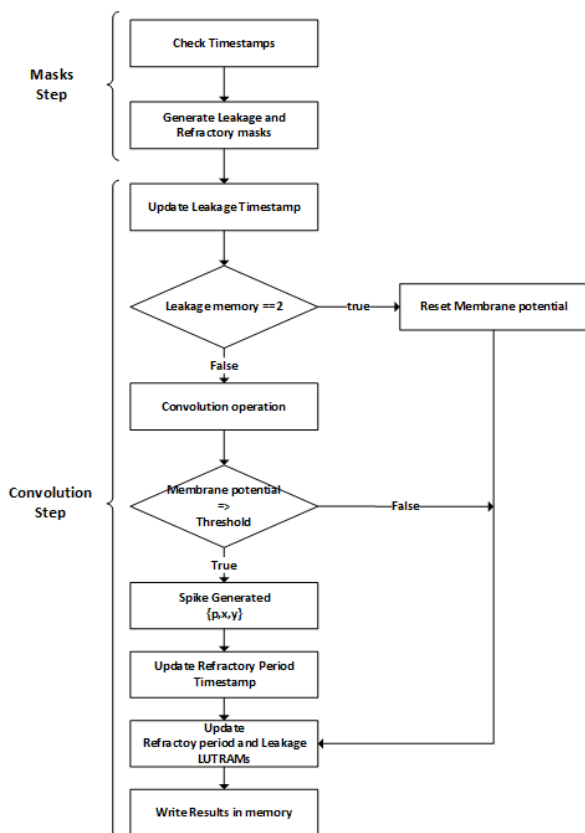 Masks
Step
Check Timestamps
Generate Leakage and
Refractory masks
Convolution
Step
Update Leakage Timestamp
Leakage memory ==2
true
Reset Membrane potential
False
Convolution operation
Membrane potential
=>
Threshold
False
True
Spike Generated
{p,x,y}
Update Refractory Period
Timestamp
Update
Refractoy period and Leakage
LUTRAMs
Write Results in memory